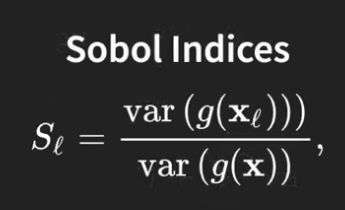 Sobol Indices
S_ℓ = var (g(𝐱_ℓ))) / var (g(𝐱)) ,